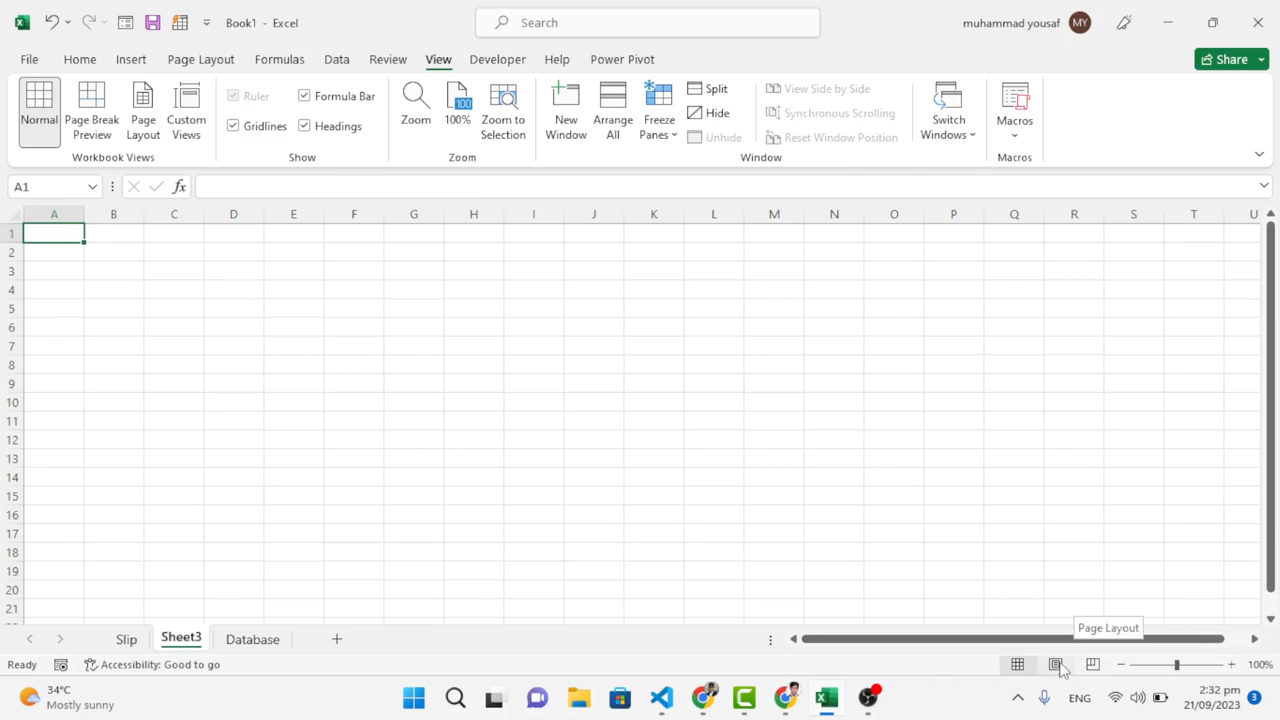 Book1 - Excel
Search
muhammad yousaf
MY
File Home Insert Page Layout Formulas Data Review View Developer Help Power Pivot
Share
Normal
Page Break Preview
Page Layout
Custom Views
Workbook Views
Ruler
Formula Bar
Gridlines
Headings
Show
Zoom
100
100%
Zoom to Selection
Zoom
New Window
Arrange All
Freeze Panes
Split
Hide
Unhide
View Side by Side
Synchronous Scrolling
Reset Window Position
Window
Switch Windows
Macros
Macros
A1
fx
A B C D E F G H I J K L M N O P Q R S T U
1
2
3
4
5
6
7
8
9
10
11
12
13
14
15
16
17
18
19
20
21
Page Layout
Slip Sheet3 Database
Ready
Accessibility: Good to go
100%
34°C
Mostly sunny
ENG
2:32 pm
21/09/2023
3